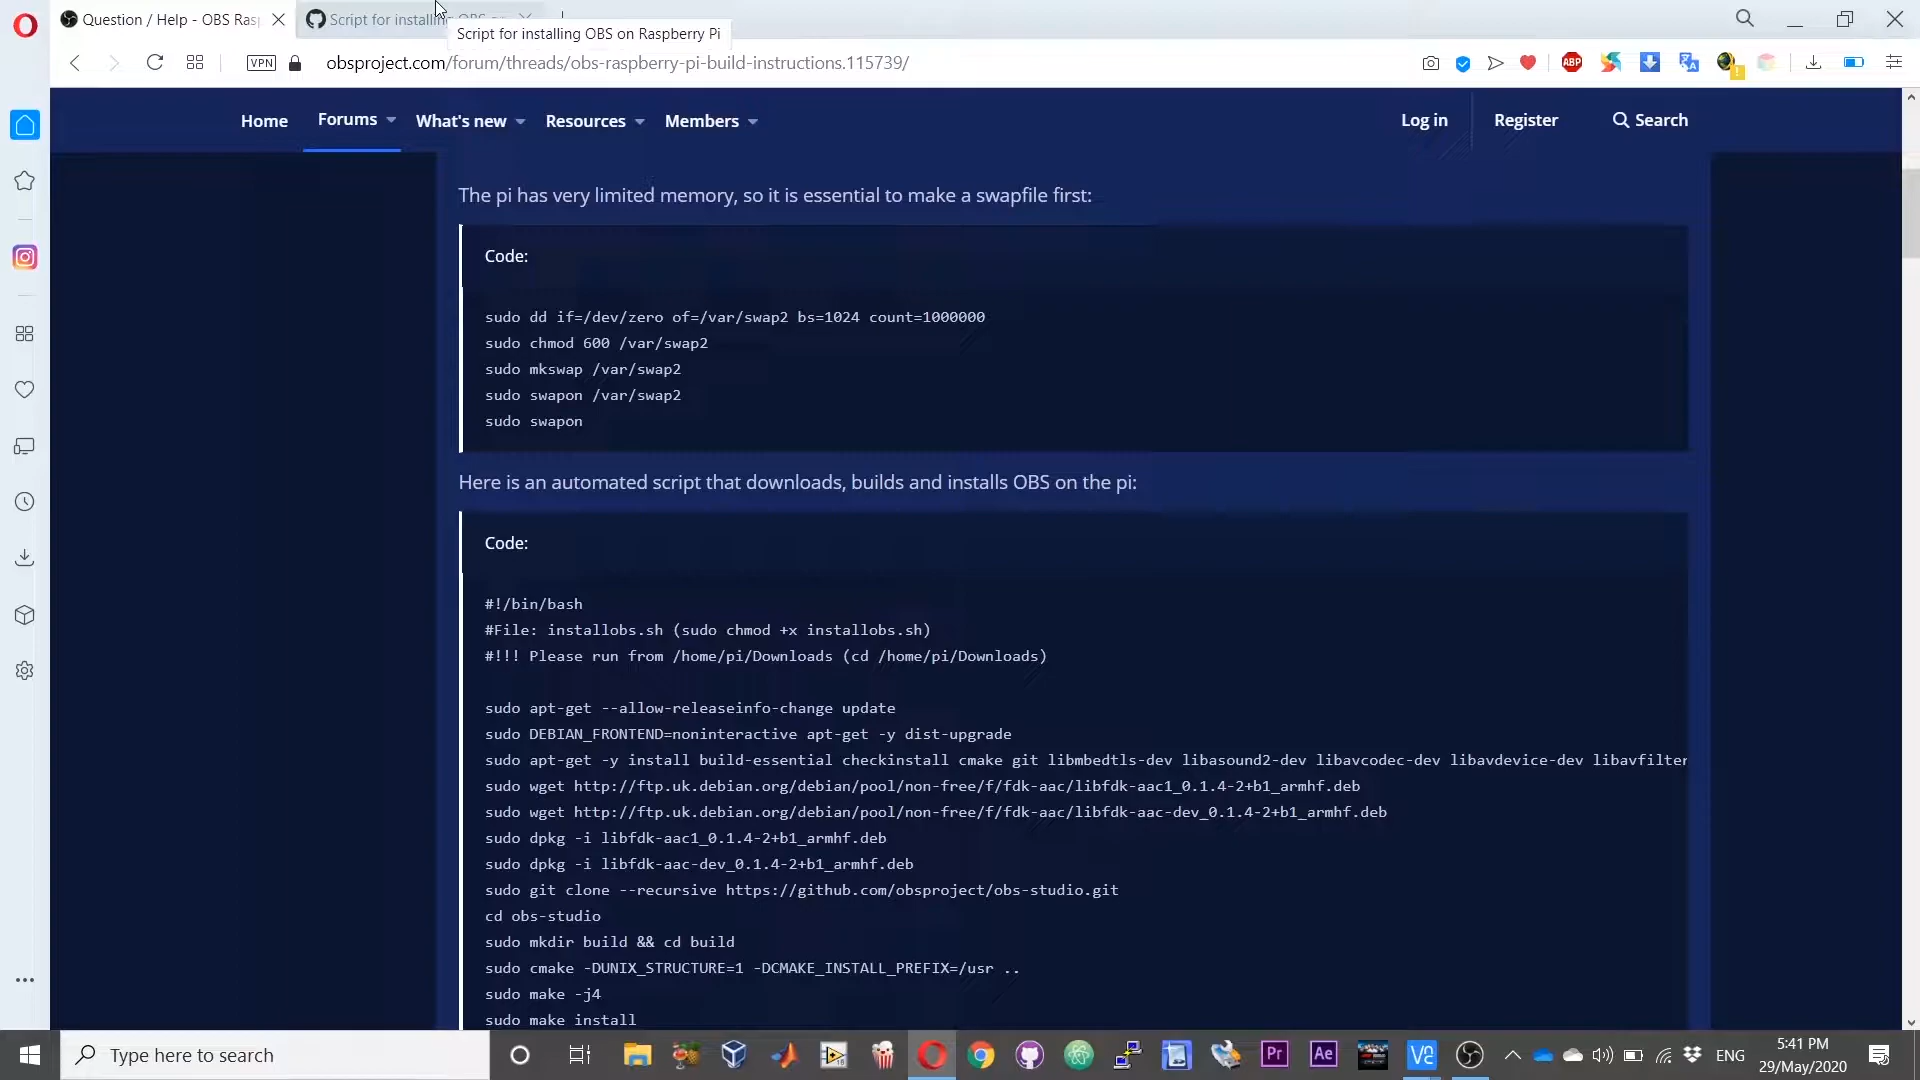 Question / Help - OBS Rasp
Script for installing OBS on
Script for installing OBS on Raspberry Pi
VPN
obsproject.com/forum/threads/obs-raspberry-pi-build-instructions.115739/
ABP
Home
Forums
What's new
Resources
Members
Log in
Register
Search
The pi has very limited memory, so it is essential to make a swapfile first:
Code:
sudo dd if=/dev/zero of=/var/swap2 bs=1024 count=1000000
sudo chmod 600 /var/swap2
sudo mkswap /var/swap2
sudo swapon /var/swap2
sudo swapon
Here is an automated script that downloads, builds and installs OBS on the pi:
Code:
#!/bin/bash
#File: installobs.sh (sudo chmod +x installobs.sh)
#!!! Please run from /home/pi/Downloads (cd /home/pi/Downloads)
sudo apt-get --allow-releaseinfo-change update
sudo DEBIAN_FRONTEND=noninteractive apt-get -y dist-upgrade
sudo apt-get -y install build-essential checkinstall cmake git libmbedtls-dev libasound2-dev libavcodec-dev libavdevice-dev libavfilter
sudo wget http://ftp.uk.debian.org/debian/pool/non-free/f/fdk-aac/libfdk-aac1_0.1.4-2+b1_armhf.deb
sudo wget http://ftp.uk.debian.org/debian/pool/non-free/f/fdk-aac/libfdk-aac-dev_0.1.4-2+b1_armhf.deb
sudo dpkg -i libfdk-aac1_0.1.4-2+b1_armhf.deb
sudo dpkg -i libfdk-aac-dev_0.1.4-2+b1_armhf.deb
sudo git clone --recursive https://github.com/obsproject/obs-studio.git
cd obs-studio
sudo mkdir build && cd build
sudo cmake -DUNIX_STRUCTURE=1 -DCMAKE_INSTALL_PREFIX=/usr ..
sudo make -j4
sudo make install
Type here to search
Pr
Ae
ENG
5:41 PM
29/May/2020